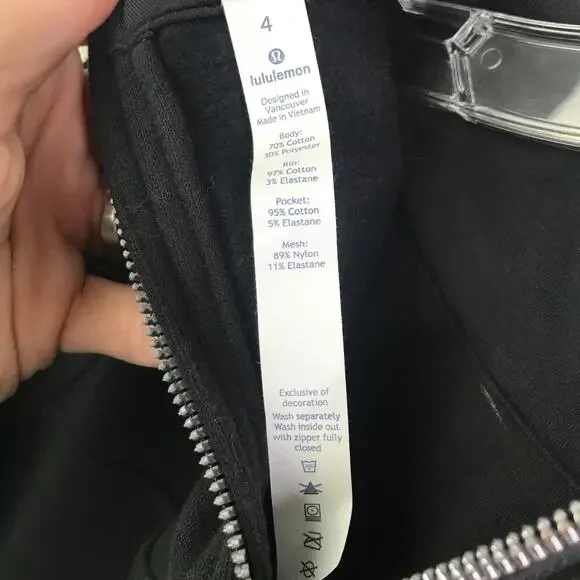 4
lululemon
Designed in
Vancouver
Made in Vietnam
Body:
70% Cotton
30% Polyester
Rib:
97% Cotton
3% Elastane
Pocket:
95% Cotton
5% Elastane
Mesh:
89% Nylon
11% Elastane
Exclusive of
decoration
Wash separately
Wash inside out
with zipper fully
closed